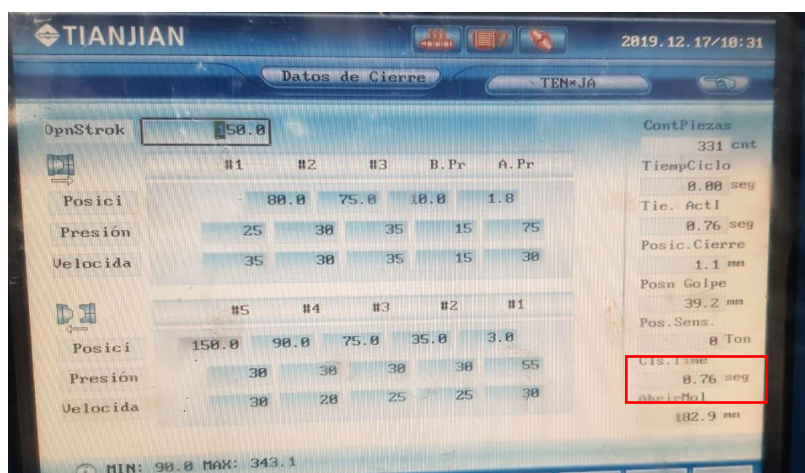 TIANJIAN
2019.12.17/10:31
Datos de Cierre
TEN*JA
OpnStrok 150.0
#1 #2 #3 B.Pr A.Pr
Posici 80.0 75.0 10.0 1.8
Presión 25 30 35 15 75
Velocida 35 30 35 15 30
#5 #4 #3 #2 #1
Posici 150.0 90.0 75.0 35.0 3.0
Presión 30 30 30 30 55
Velocida 30 20 25 25 30
MIN: 90.0 MAX: 343.1
ContPiezas
331 cnt
TiempCiclo
0.00 seg
Tie. Actl
0.76 seg
Posic.Cierre
1.1 mm
Posn Golpe
39.2 mm
Pos.Sens.
0 Ton
Cls.Time
0.76 seg
AbrirMol
182.9 mm